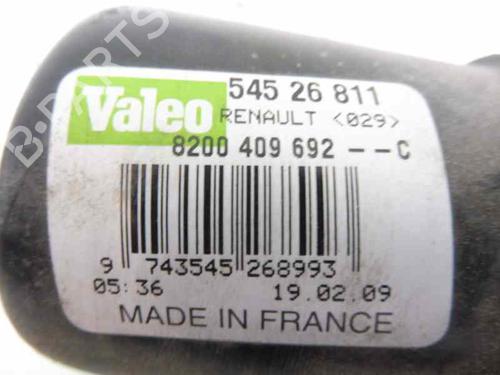 Valeo
545 26 811
RENAULT <029>
8200 409 692 --C
9 743545 268993
05:36 19.02.09
MADE IN FRANCE
B-PARTS